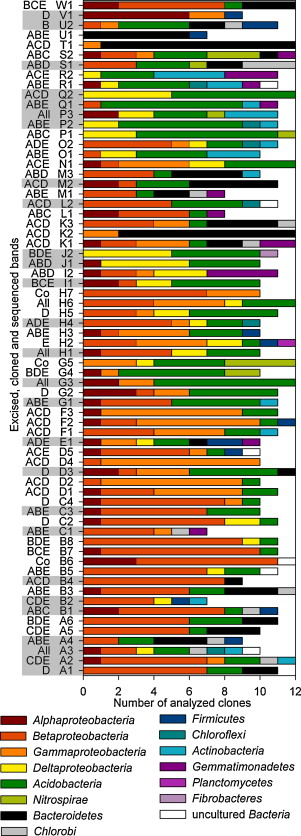 BCE W1
D V1
D U2
ABE U1
ACD T1
ABC S2
ABD S1
ACE R2
ABE R1
ACD Q2
ABE Q1
All P3
ABE P2
ABC P1
ADE O2
ABE O1
ACE N1
ABD M3
ACD M2
ABE M1
ACD L2
ABC L1
ACD K3
ACD K2
ACD K1
BDE J2
ABD J1
ABD I2
BCE I1
Co H7
All H6
D H5
ADE H4
ABE H3
E H2
All H1
Co G5
BDE G4
All G3
D G2
ABE G1
ACD F3
ACD F2
ACD F1
ADE E1
ACE D5
ACD D4
D D3
ACD D2
ACD D1
D C4
ABE C3
D C2
ABE C1
BDE B8
BCE B7
Co B6
ABE B5
ACD B4
ABE B3
CDE B2
ABC B1
BDE A6
CDE A5
ABE A4
All A3
CDE A2
D A1
Excised, cloned and sequenced bands
0 2 4 6 8 10 12
Number of analyzed clones
Alphaproteobacteria
Betaproteobacteria
Gammaproteobacteria
Deltaproteobacteria
Acidobacteria
Nitrospirae
Bacteroidetes
Chlorobi
Firmicutes
Chloroflexi
Actinobacteria
Gemmatimonadetes
Planctomycetes
Fibrobacteres
uncultured Bacteria